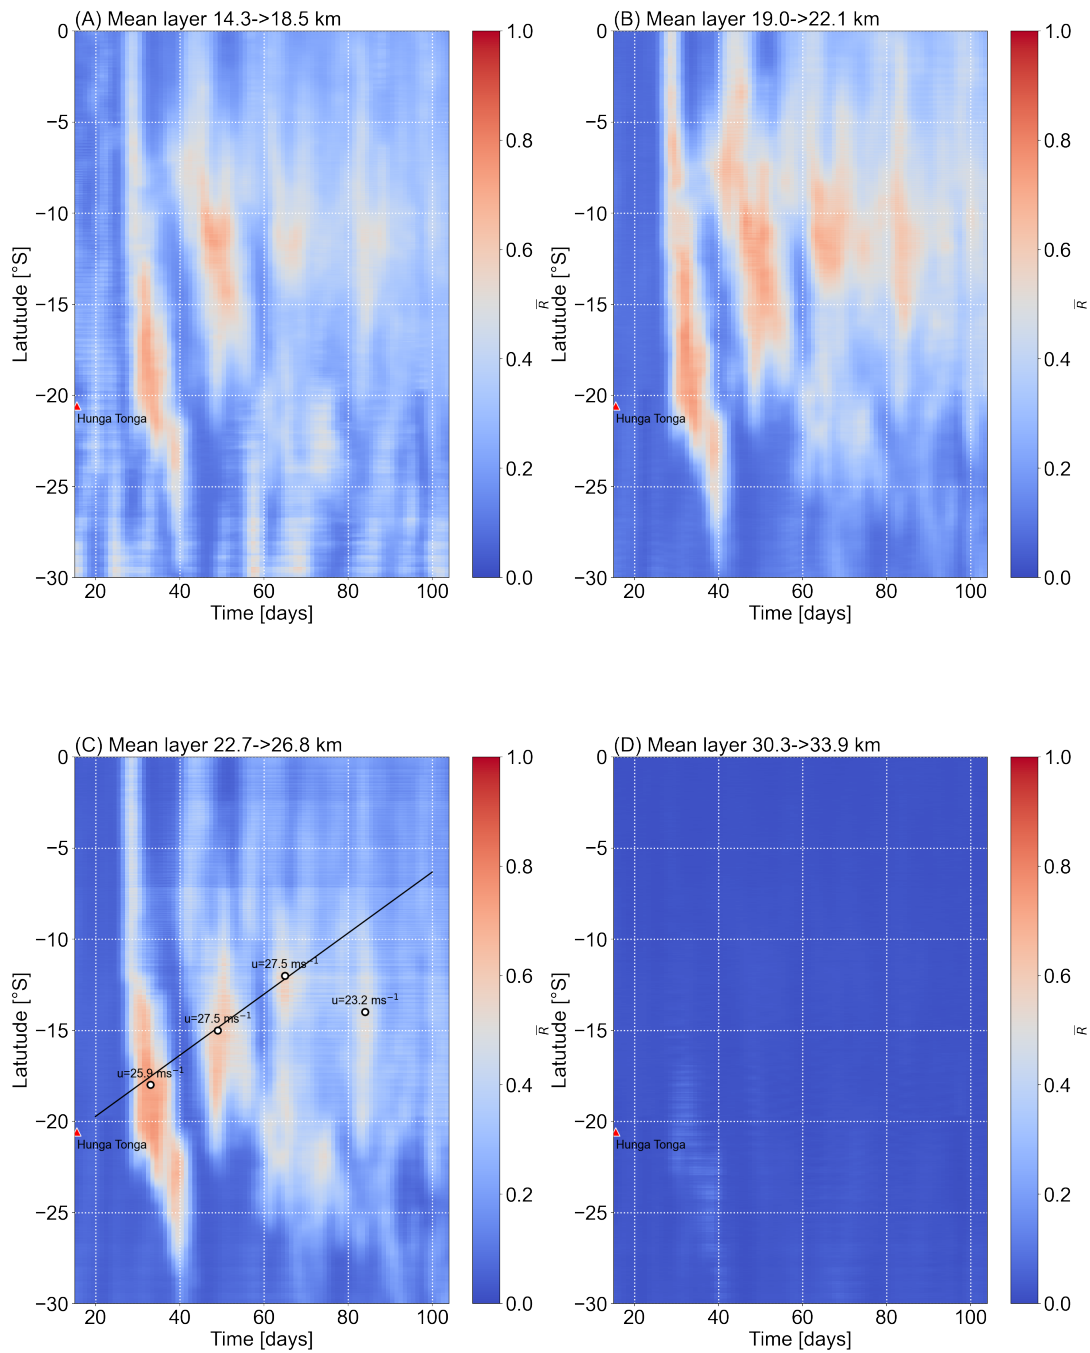 (A) Mean layer 14.3->18.5 km
0
−5
−10
−15
−20
−25
−30
Latutude [°S]
Hunga Tonga
20 40 60 80 100
Time [days]
1.0
0.8
0.6
0.4
0.2
0.0
R̅
(B) Mean layer 19.0->22.1 km
0
−5
−10
−15
−20
−25
−30
Latutude [°S]
Hunga Tonga
20 40 60 80 100
Time [days]
1.0
0.8
0.6
0.4
0.2
0.0
R̅
(C) Mean layer 22.7->26.8 km
0
−5
−10
−15
−20
−25
−30
Latutude [°S]
u=27.5 ms⁻¹
u=23.2 ms⁻¹
u=27.5 ms⁻¹
u=25.9 ms⁻¹
Hunga Tonga
20 40 60 80 100
Time [days]
1.0
0.8
0.6
0.4
0.2
0.0
R̅
(D) Mean layer 30.3->33.9 km
0
−5
−10
−15
−20
−25
−30
Latutude [°S]
Hunga Tonga
20 40 60 80 100
Time [days]
1.0
0.8
0.6
0.4
0.2
0.0
R̅